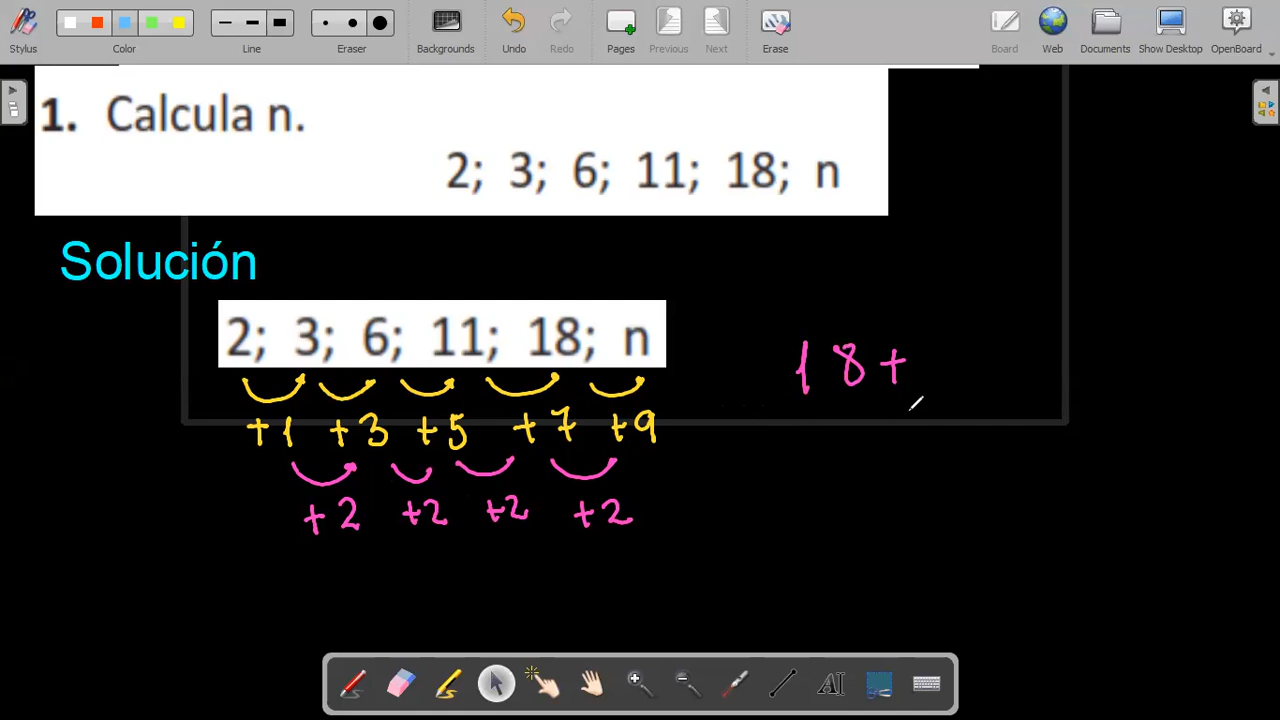 Stylus Color Line Eraser Backgrounds Undo Redo Pages Previous Next Erase Board Web Documents Show Desktop OpenBoard
1. Calcula n.
2; 3; 6; 11; 18; n
Solución
2; 3; 6; 11; 18; n
18+
+1 +3 +5 +7 +9
+2 +2 +2 +2